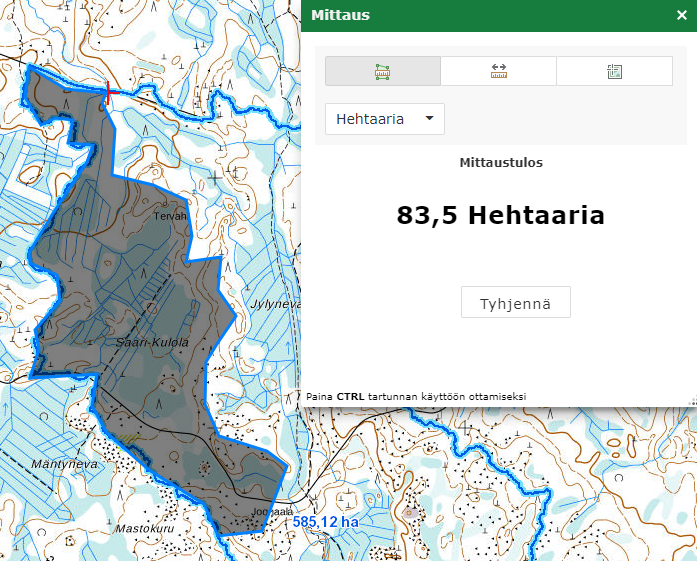 Mittaus
Hehtaaria
Mittaustulos
83,5 Hehtaaria
Tyhjennä
Paina CTRL tartunnan käyttöön ottamiseksi
Tervah
Jylyneva
Saari-Kulola
Mäntyneva
Mastokuru
585,12 ha